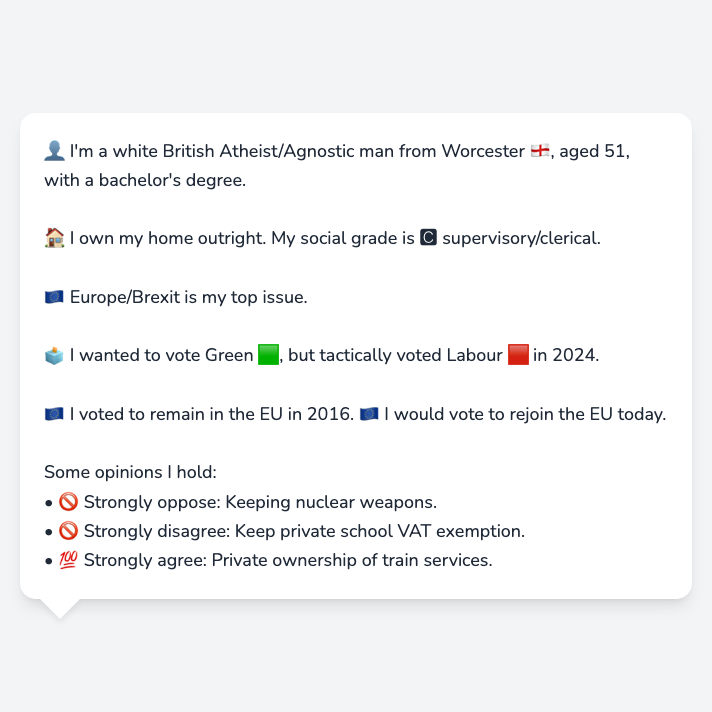 👤 I'm a white British Atheist/Agnostic man from Worcester 🏴󠁧󠁢󠁥󠁮󠁧󠁿, aged 51,
with a bachelor's degree.
🏠 I own my home outright. My social grade is 🅲 supervisory/clerical.
🇪🇺 Europe/Brexit is my top issue.
🗳️ I wanted to vote Green 🟩, but tactically voted Labour 🟥 in 2024.
🇪🇺 I voted to remain in the EU in 2016. 🇪🇺 I would vote to rejoin the EU today.
Some opinions I hold:
• 🚫 Strongly oppose: Keeping nuclear weapons.
• 🚫 Strongly disagree: Keep private school VAT exemption.
• 💯 Strongly agree: Private ownership of train services.